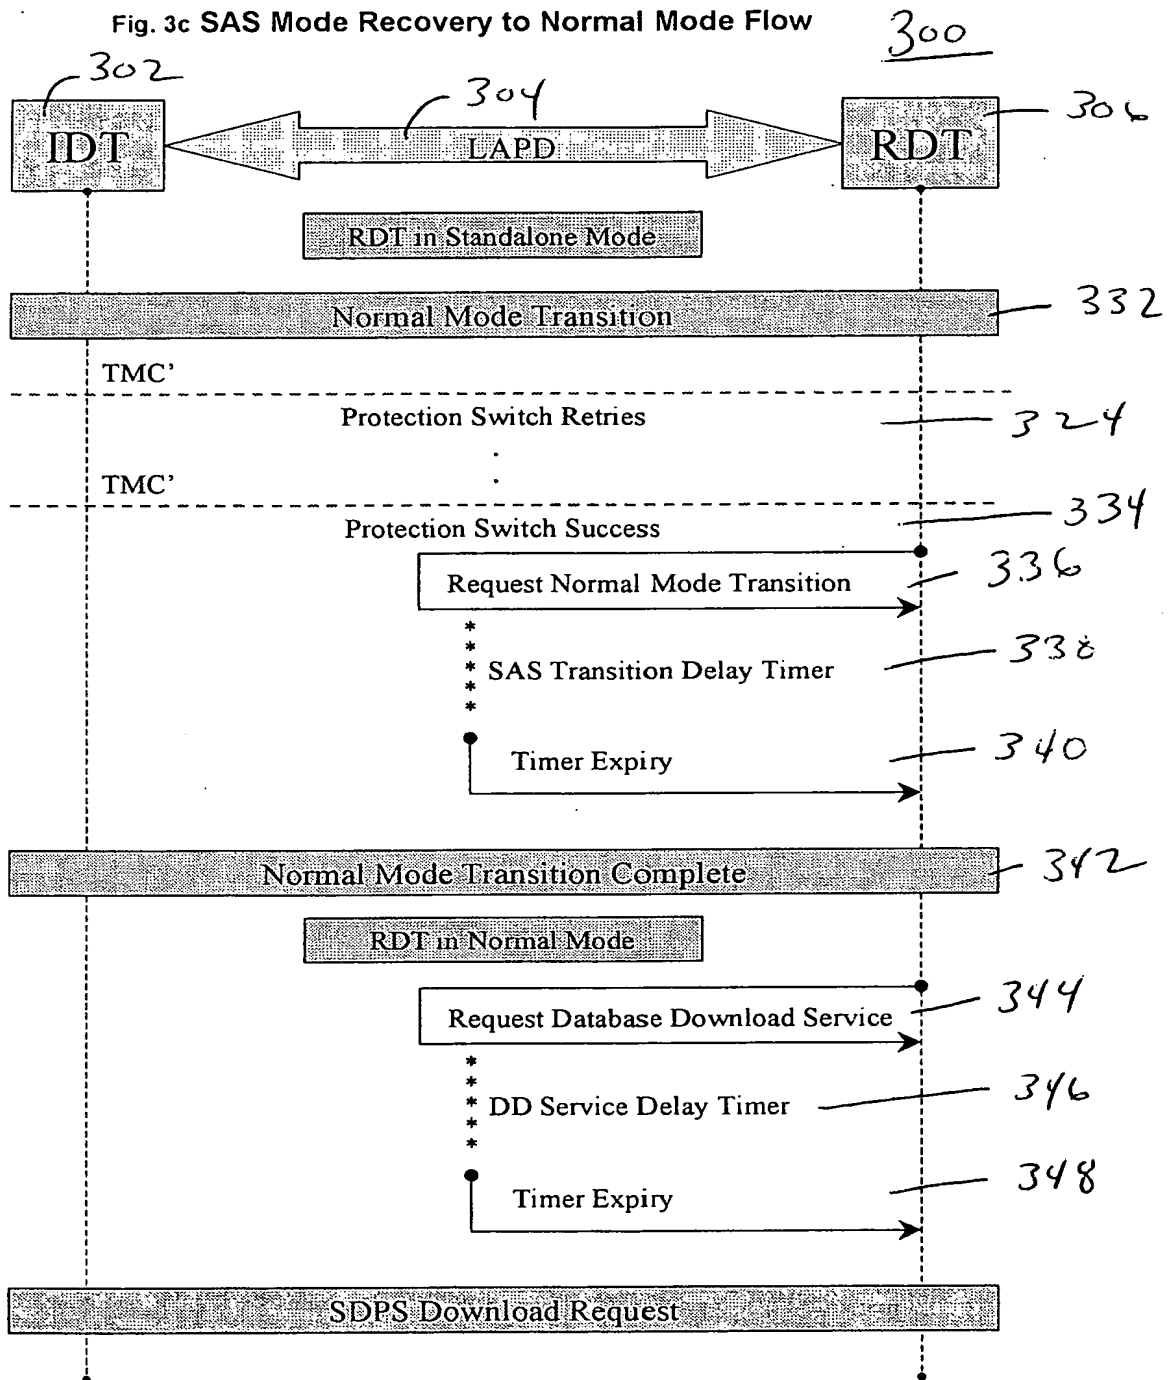 Fig. 3c SAS Mode Recovery to Normal Mode Flow
300
302
304
306
IDT
LAPD
RDT
RDT in Standalone Mode
Normal Mode Transition
332
TMC'
Protection Switch Retries
324
TMC'
Protection Switch Success
334
Request Normal Mode Transition
336
SAS Transition Delay Timer
338
Timer Expiry
340
Normal Mode Transition Complete
342
RDT in Normal Mode
Request Database Download Service
344
DD Service Delay Timer
346
Timer Expiry
348
SDPS Download Request